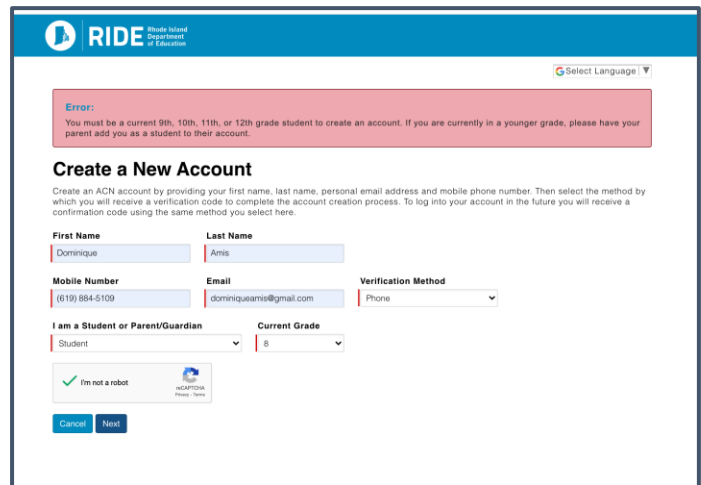 RIDE Rhode Island
Department
of Education
Select Language ▼
Error:
You must be a current 9th, 10th, 11th, or 12th grade student to create an account. If you are currently in a younger grade, please have your
parent add you as a student to their account.
Create a New Account
Create an ACN account by providing your first name, last name, personal email address and mobile phone number. Then select the method by
which you will receive a verification code to complete the account creation process. To log into your account in the future you will receive a
confirmation code using the same method you select here.
First Name Last Name
Dominique Amis
Mobile Number Email Verification Method
(619) 884-5109 dominiqueamis@gmail.com Phone
I am a Student or Parent/Guardian Current Grade
Student 8
I'm not a robot
reCAPTCHA
Privacy - Terms
Cancel Next